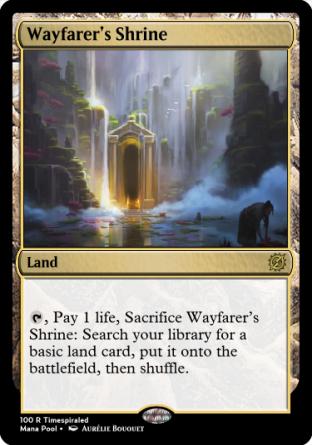 Wayfarer's Shrine
Land
, Pay 1 life, Sacrifice Wayfarer's
Shrine: Search your library for a
basic land card, put it onto the
battlefield, then shuffle.
100 R Timespiraled
Mana Pool • Aurélie Bouquet